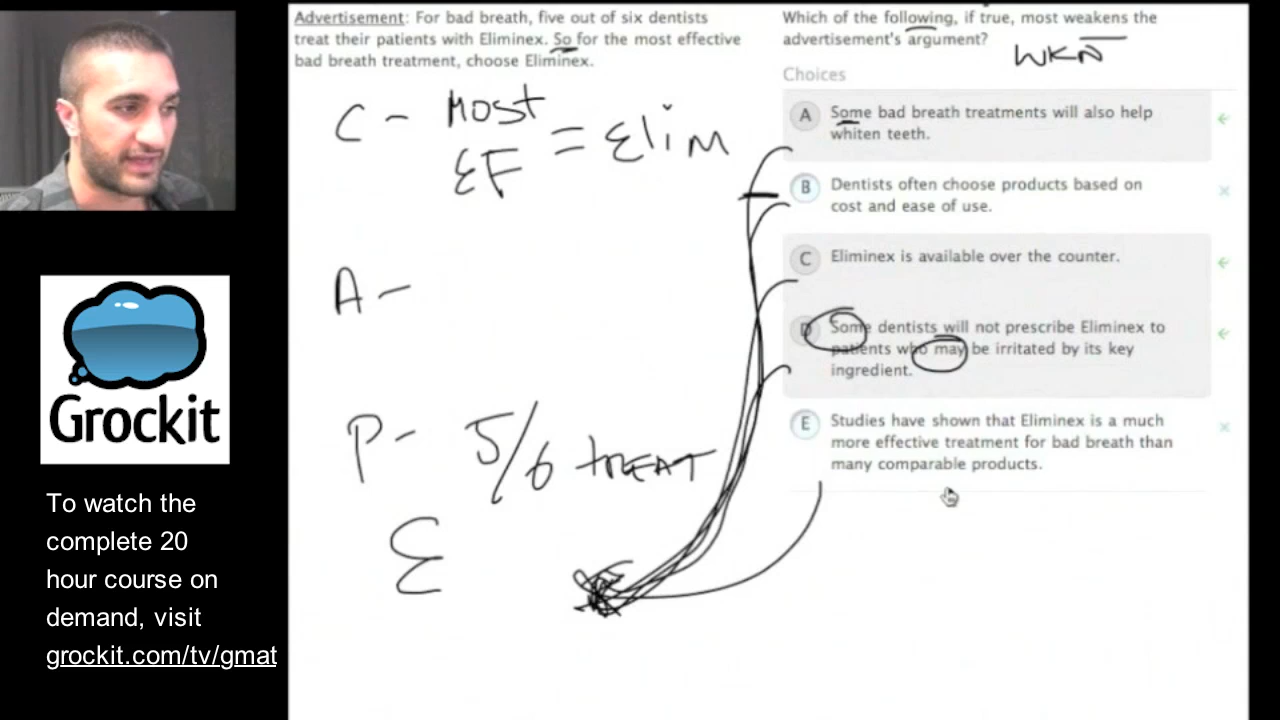 Advertisement: For bad breath, five out of six dentists
treat their patients with Eliminex. So for the most effective
bad breath treatment, choose Eliminex.
C - MOST
EF = Elim
A -
P - 5/6 TREAT
E
Which of the following, if true, most weakens the
advertisement's argument?
WKN
Choices
A Some bad breath treatments will also help
whiten teeth.
B Dentists often choose products based on
cost and ease of use.
C Eliminex is available over the counter.
D Some dentists will not prescribe Eliminex to
patients who may be irritated by its key
ingredient.
E Studies have shown that Eliminex is a much
more effective treatment for bad breath than
many comparable products.
Grockit
To watch the
complete 20
hour course on
demand, visit
grockit.com/tv/gmat